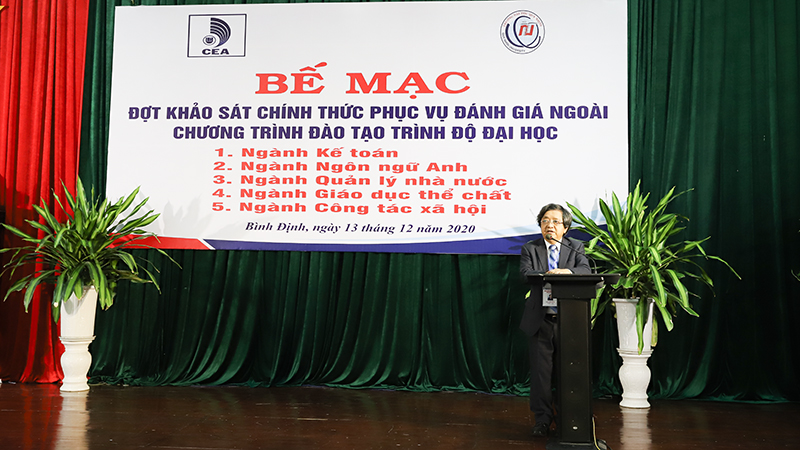 CEA
BẾ MẠC
ĐỢT KHẢO SÁT CHÍNH THỨC PHỤC VỤ ĐÁNH GIÁ NGOÀI
CHƯƠNG TRÌNH ĐÀO TẠO TRÌNH ĐỘ ĐẠI HỌC
1. Ngành Kế toán
2. Ngành Ngôn ngữ Anh
3. Ngành Quản lý nhà nước
4. Ngành Giáo dục thể chất
5. Ngành Công tác xã hội
Bình Định, ngày 13 tháng 12 năm 2020